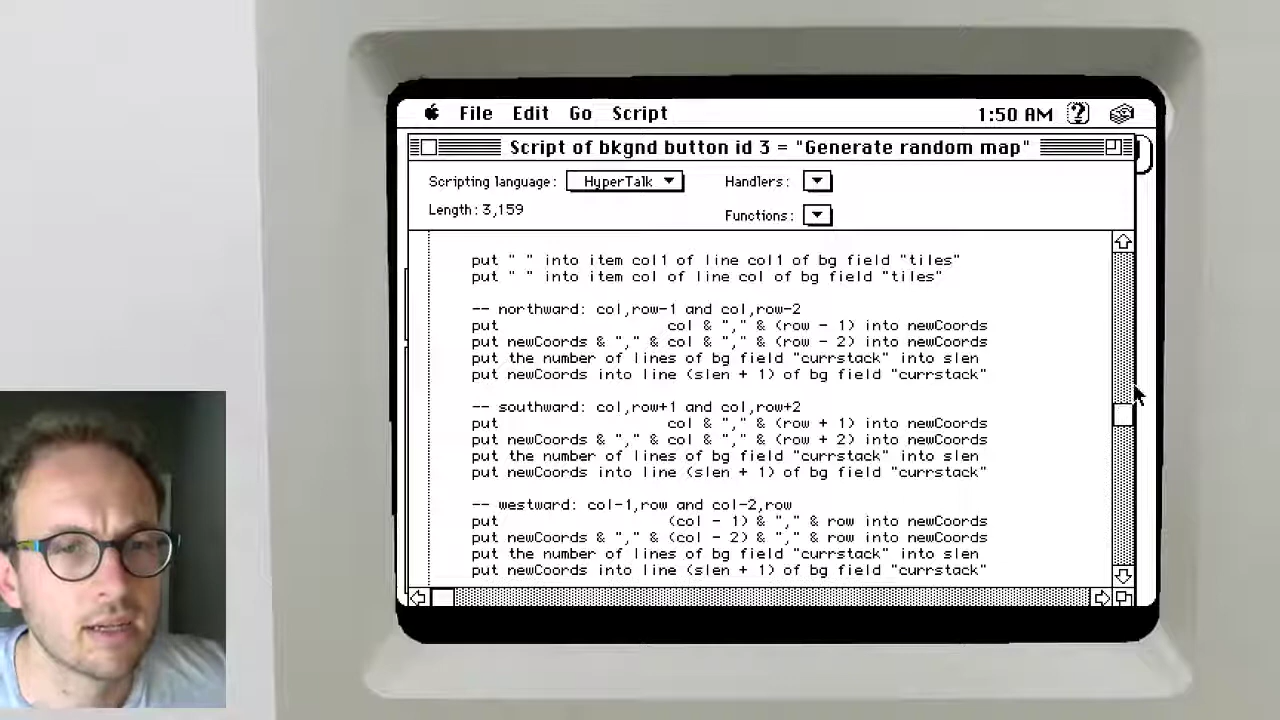 File Edit Go Script 1:50 AM
Script of bkgnd button id 3 = "Generate random map"
Scripting language: HyperTalk Handlers:
Length: 3,159
Functions:
put " " into item col1 of line col1 of bg field "tiles"
put " " into item col of line col of bg field "tiles"
-- northward: col,row-1 and col,row-2
put col & "," & (row - 1) into newCoords
put newCoords & "," & col & "," & (row - 2) into newCoords
put the number of lines of bg field "currstack" into slen
put newCoords into line (slen + 1) of bg field "currstack"
-- southward: col,row+1 and col,row+2
put col & "," & (row + 1) into newCoords
put newCoords & "," & col & "," & (row + 2) into newCoords
put the number of lines of bg field "currstack" into slen
put newCoords into line (slen + 1) of bg field "currstack"
-- westward: col-1,row and col-2,row
put (col - 1) & "," & row into newCoords
put newCoords & "," & (col - 2) & "," & row into newCoords
put the number of lines of bg field "currstack" into slen
put newCoords into line (slen + 1) of bg field "currstack"